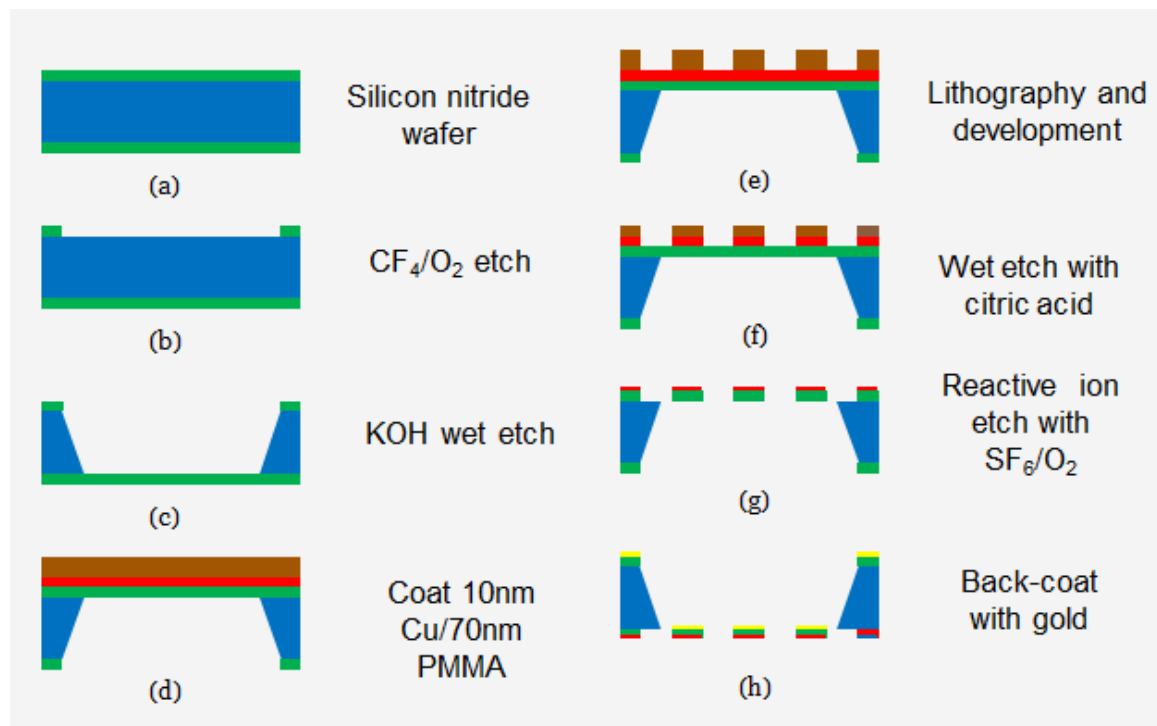 Silicon nitride
wafer
(a)
CF₄/O₂ etch
(b)
KOH wet etch
(c)
Coat 10nm
Cu/70nm
PMMA
(d)
Lithography and
development
(e)
Wet etch with
citric acid
(f)
Reactive ion
etch with
SF₆/O₂
(g)
Back-coat
with gold
(h)